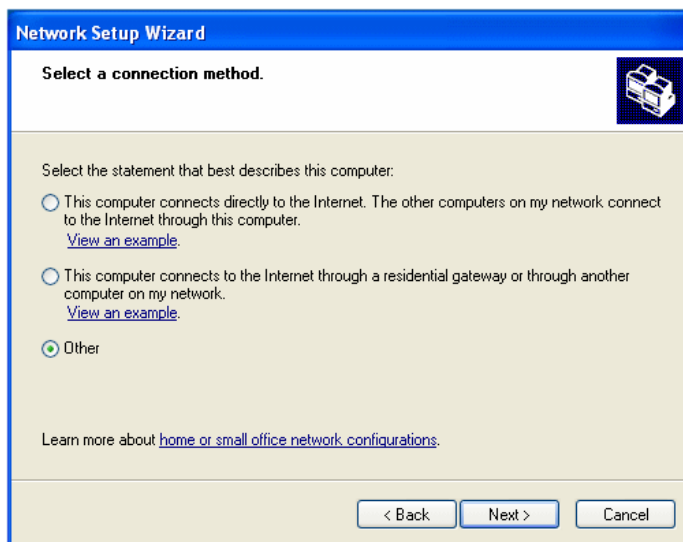 Network Setup Wizard
Select a connection method.
Select the statement that best describes this computer:
This computer connects directly to the Internet. The other computers on my network connect
to the Internet through this computer.
View an example.
This computer connects to the Internet through a residential gateway or through another
computer on my network.
View an example.
Other
Learn more about home or small office network configurations.
< Back Next > Cancel